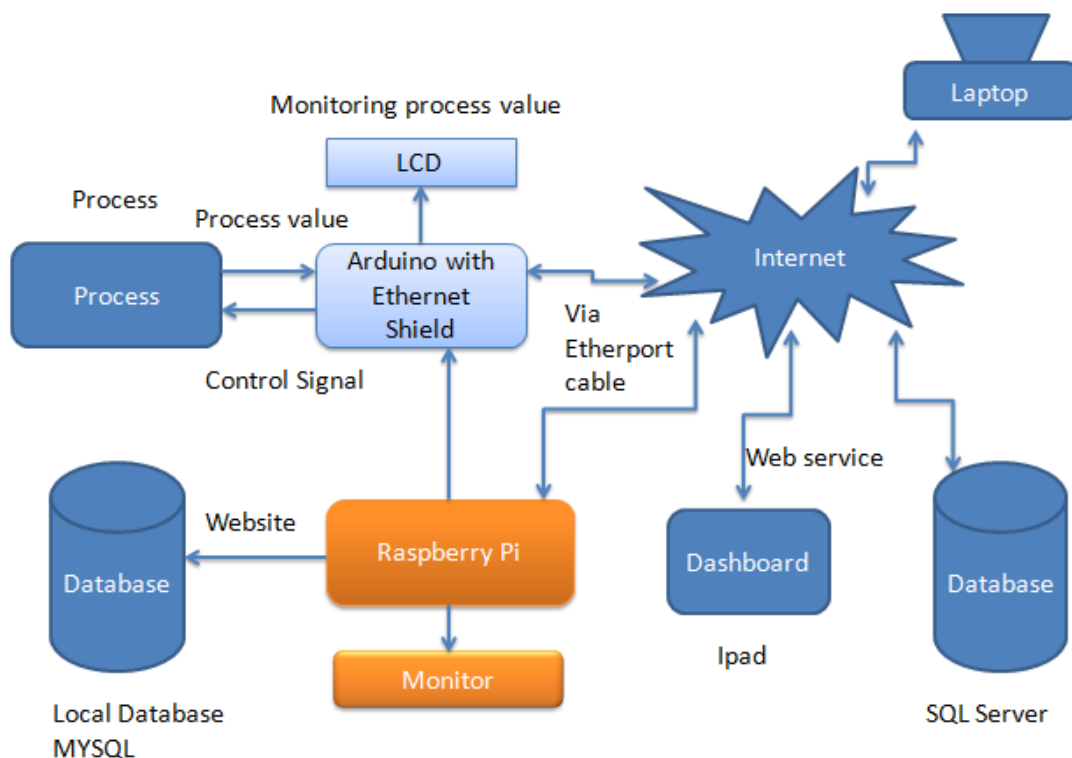 Laptop
Monitoring process value
LCD
Process
Process value
Process
Arduino with
Ethernet
Shield
Internet
Via
Etherport
cable
Control Signal
Web service
Website
Database
Raspberry Pi
Dashboard
Database
Monitor
Ipad
Local Database
MYSQL
SQL Server